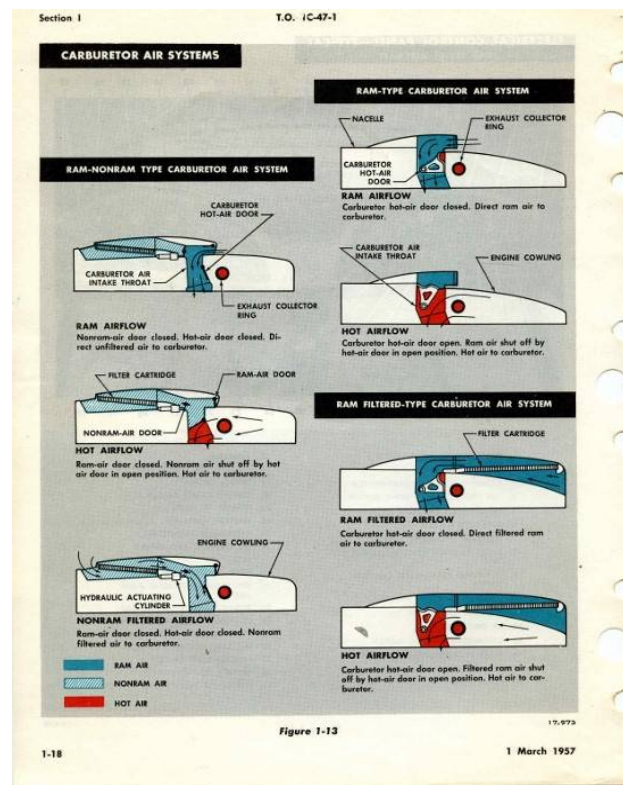 Section I
T.O. 1C-47-1
CARBURETOR AIR SYSTEMS
RAM-NONRAM TYPE CARBURETOR AIR SYSTEM
CARBURETOR
HOT-AIR DOOR
CARBURETOR AIR
INTAKE THROAT
EXHAUST COLLECTOR
RING
RAM AIRFLOW
Nonram-air door closed. Hot-air door closed. Di-
rect unfiltered air to carburetor.
FILTER CARTRIDGE
RAM-AIR DOOR
NONRAM-AIR DOOR
HOT AIRFLOW
Ram-air door closed. Nonram air shut off by hot
air door in open position. Hot air to carburetor.
ENGINE COWLING
HYDRAULIC ACTUATING
CYLINDER
NONRAM FILTERED AIRFLOW
Ram-air door closed. Hot-air door closed. Nonram
filtered air to carburetor.
RAM AIR
NONRAM AIR
HOT AIR
RAM-TYPE CARBURETOR AIR SYSTEM
NACELLE
EXHAUST COLLECTOR
RING
CARBURETOR
HOT-AIR
DOOR
RAM AIRFLOW
Carburetor hot-air door closed. Direct ram air to
carburetor.
CARBURETOR AIR
INTAKE THROAT
ENGINE COWLING
HOT AIRFLOW
Carburetor hot-air door open. Ram air shut off by
hot-air door in open position. Hot air to carburetor.
RAM FILTERED-TYPE CARBURETOR AIR SYSTEM
FILTER CARTRIDGE
RAM FILTERED AIRFLOW
Carburetor hot-air door closed. Direct filtered ram
air to carburetor.
HOT AIRFLOW
Carburetor hot-air door open. Filtered ram air shut
off by hot-air door in open position. Hot air to car-
buretor.
17,973
Figure 1-13
1-18
1 March 1957